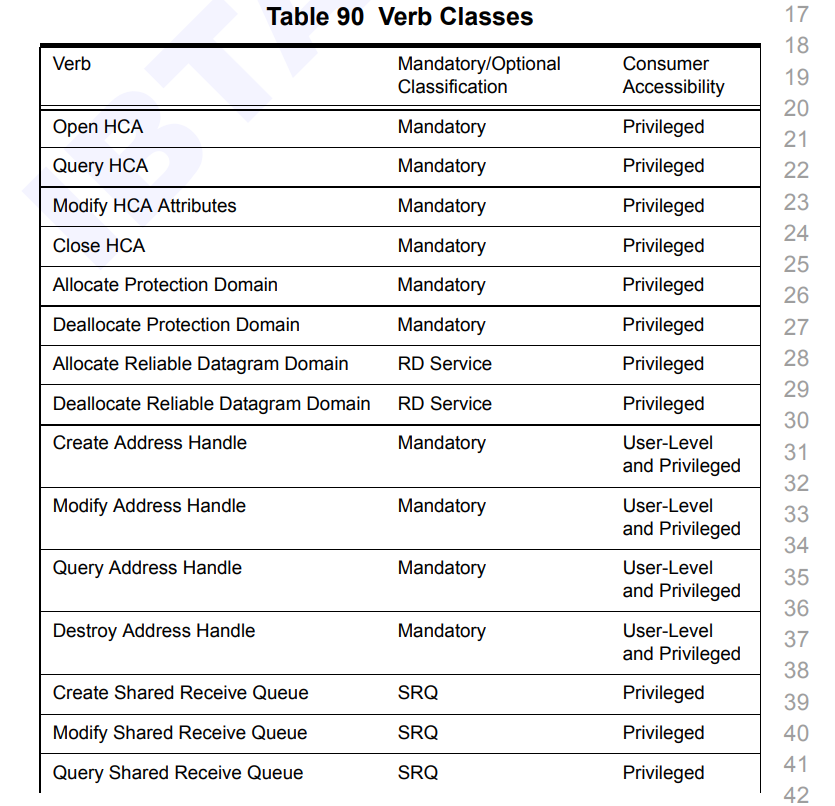 Table 90 Verb Classes
Verb Mandatory/Optional Classification Consumer Accessibility
Open HCA Mandatory Privileged
Query HCA Mandatory Privileged
Modify HCA Attributes Mandatory Privileged
Close HCA Mandatory Privileged
Allocate Protection Domain Mandatory Privileged
Deallocate Protection Domain Mandatory Privileged
Allocate Reliable Datagram Domain RD Service Privileged
Deallocate Reliable Datagram Domain RD Service Privileged
Create Address Handle Mandatory User-Level and Privileged
Modify Address Handle Mandatory User-Level and Privileged
Query Address Handle Mandatory User-Level and Privileged
Destroy Address Handle Mandatory User-Level and Privileged
Create Shared Receive Queue SRQ Privileged
Modify Shared Receive Queue SRQ Privileged
Query Shared Receive Queue SRQ Privileged
17
18
19
20
21
22
23
24
25
26
27
28
29
30
31
32
33
34
35
36
37
38
39
40
41
42
IBTA